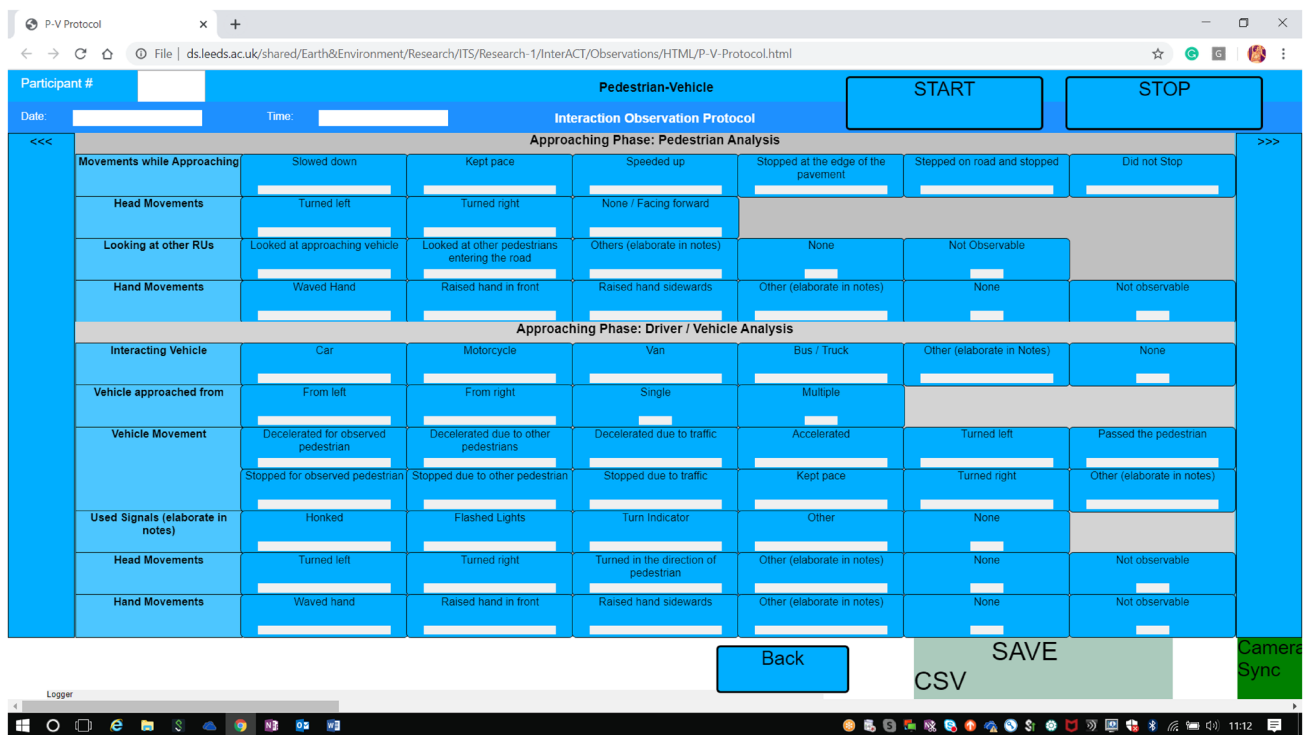 P-V Protocol
File | ds.leeds.ac.uk/shared/Earth&Environment/Research/ITS/Research-1/InterACT/Observations/HTML/P-V-Protocol.html
Participant #
Pedestrian-Vehicle
START
STOP
Date:
Time:
Interaction Observation Protocol
<<<
Approaching Phase: Pedestrian Analysis
>>>
Movements while Approaching
Slowed down
Kept pace
Speeded up
Stopped at the edge of the
pavement
Stepped on road and stopped
Did not Stop
Head Movements
Turned left
Turned right
None / Facing forward
Looking at other RUs
Looked at approaching vehicle
Looked at other pedestrians
entering the road
Others (elaborate in notes)
None
Not Observable
Hand Movements
Waved Hand
Raised hand in front
Raised hand sidewards
Other (elaborate in notes)
None
Not observable
Approaching Phase: Driver / Vehicle Analysis
Interacting Vehicle
Car
Motorcycle
Van
Bus / Truck
Other (elaborate in Notes)
None
Vehicle approached from
From left
From right
Single
Multiple
Vehicle Movement
Decelerated for observed
pedestrian
Decelerated due to other
pedestrians
Decelerated due to traffic
Accelerated
Turned left
Passed the pedestrian
Stopped for observed pedestrian
Stopped due to other pedestrian
Stopped due to traffic
Kept pace
Turned right
Other (elaborate in notes)
Used Signals (elaborate in
notes)
Honked
Flashed Lights
Turn Indicator
Other
None
Head Movements
Turned left
Turned right
Turned in the direction of
pedestrian
Other (elaborate in notes)
None
Not observable
Hand Movements
Waved hand
Raised hand in front
Raised hand sidewards
Other (elaborate in notes)
None
Not observable
Back
SAVE
CSV
Camera
Sync
Logger
11:12